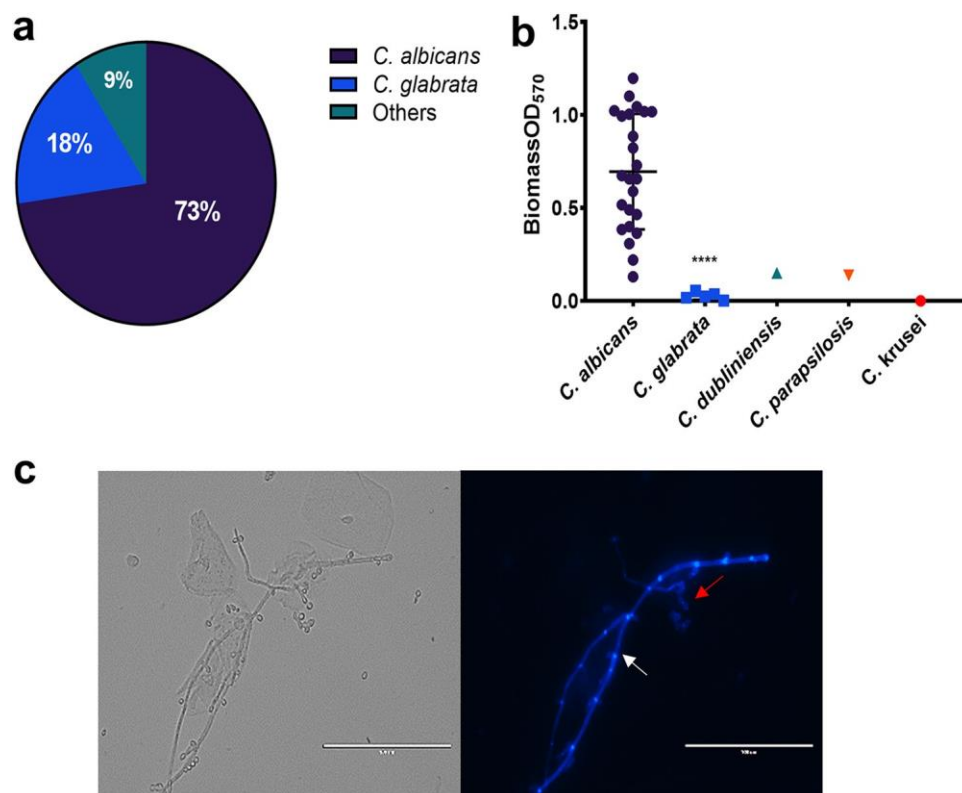 a
C. albicans
C. glabrata
Others
9%
18%
73%
b
BiomassOD570
1.5
1.0
0.5
0.0
****
C. albicans
C. glabrata
C. dubliniensis
C. parapsilosis
C. krusei
c